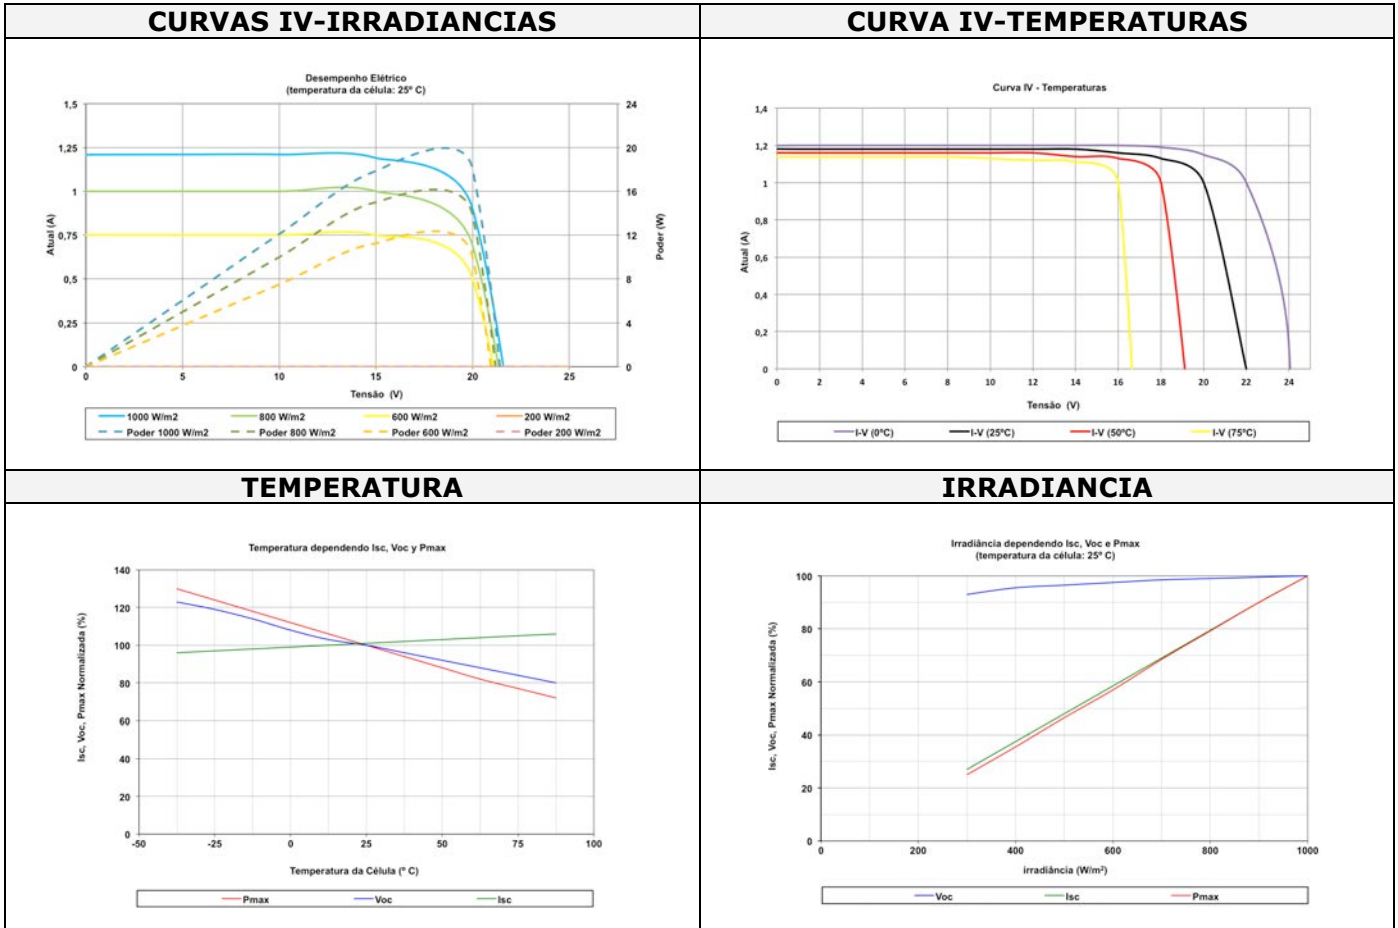 CURVAS IV-IRRADIANCIAS
CURVA IV-TEMPERATURAS
Desempenho Elétrico
(temperatura da célula: 25º C)
1,5
1,25
1
0,75
0,5
0,25
0
24
20
16
12
8
4
0
0 5 10 15 20 25
Atual (A)
Poder (W)
Tensão (V)
1000 W/m2 800 W/m2 600 W/m2 200 W/m2
Poder 1000 W/m2 Poder 800 W/m2 Poder 600 W/m2 Poder 200 W/m2
Curva IV - Temperaturas
1,4
1,2
1
0,8
0,6
0,4
0,2
0
0 2 4 6 8 10 12 14 16 18 20 22 24
Atual (A)
Tensão (V)
I-V (0ºC) I-V (25ºC) I-V (50ºC) I-V (75ºC)
TEMPERATURA
IRRADIANCIA
Temperatura dependendo Isc, Voc y Pmax
140
120
100
80
60
40
20
0
-50 -25 0 25 50 75 100
Isc, Voc, Pmax Normalizada (%)
Temperatura da Célula (º C)
Pmax Voc Isc
Irradiância dependendo Isc, Voc e Pmax
(temperatura da célula: 25º C)
100
80
60
40
20
0
0 200 400 600 800 1000
Isc, Voc, Pmax Normalizada (%)
irradiância (W/m²)
Voc Isc Pmax